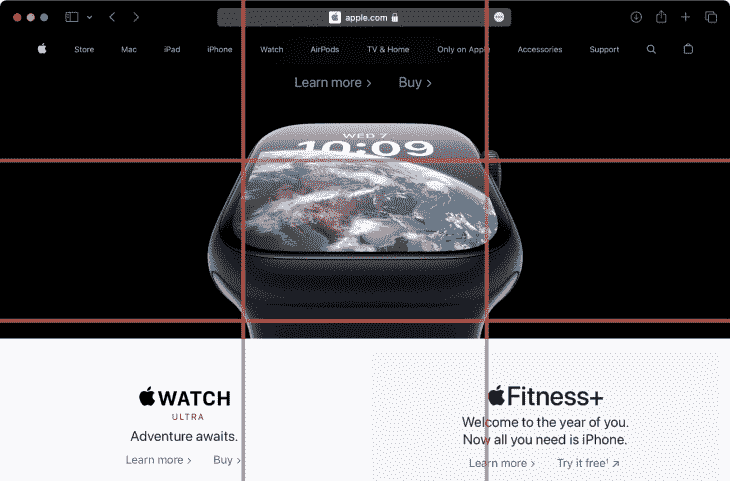 apple.com
Store Mac iPad iPhone Watch AirPods TV & Home Only on Apple Accessories Support
Learn more > Buy >
WED 7
10:09
WATCH
ULTRA
Adventure awaits.
Learn more > Buy >
Fitness+
Welcome to the year of you.
Now all you need is iPhone.
Learn more > Try it free¹ ↗